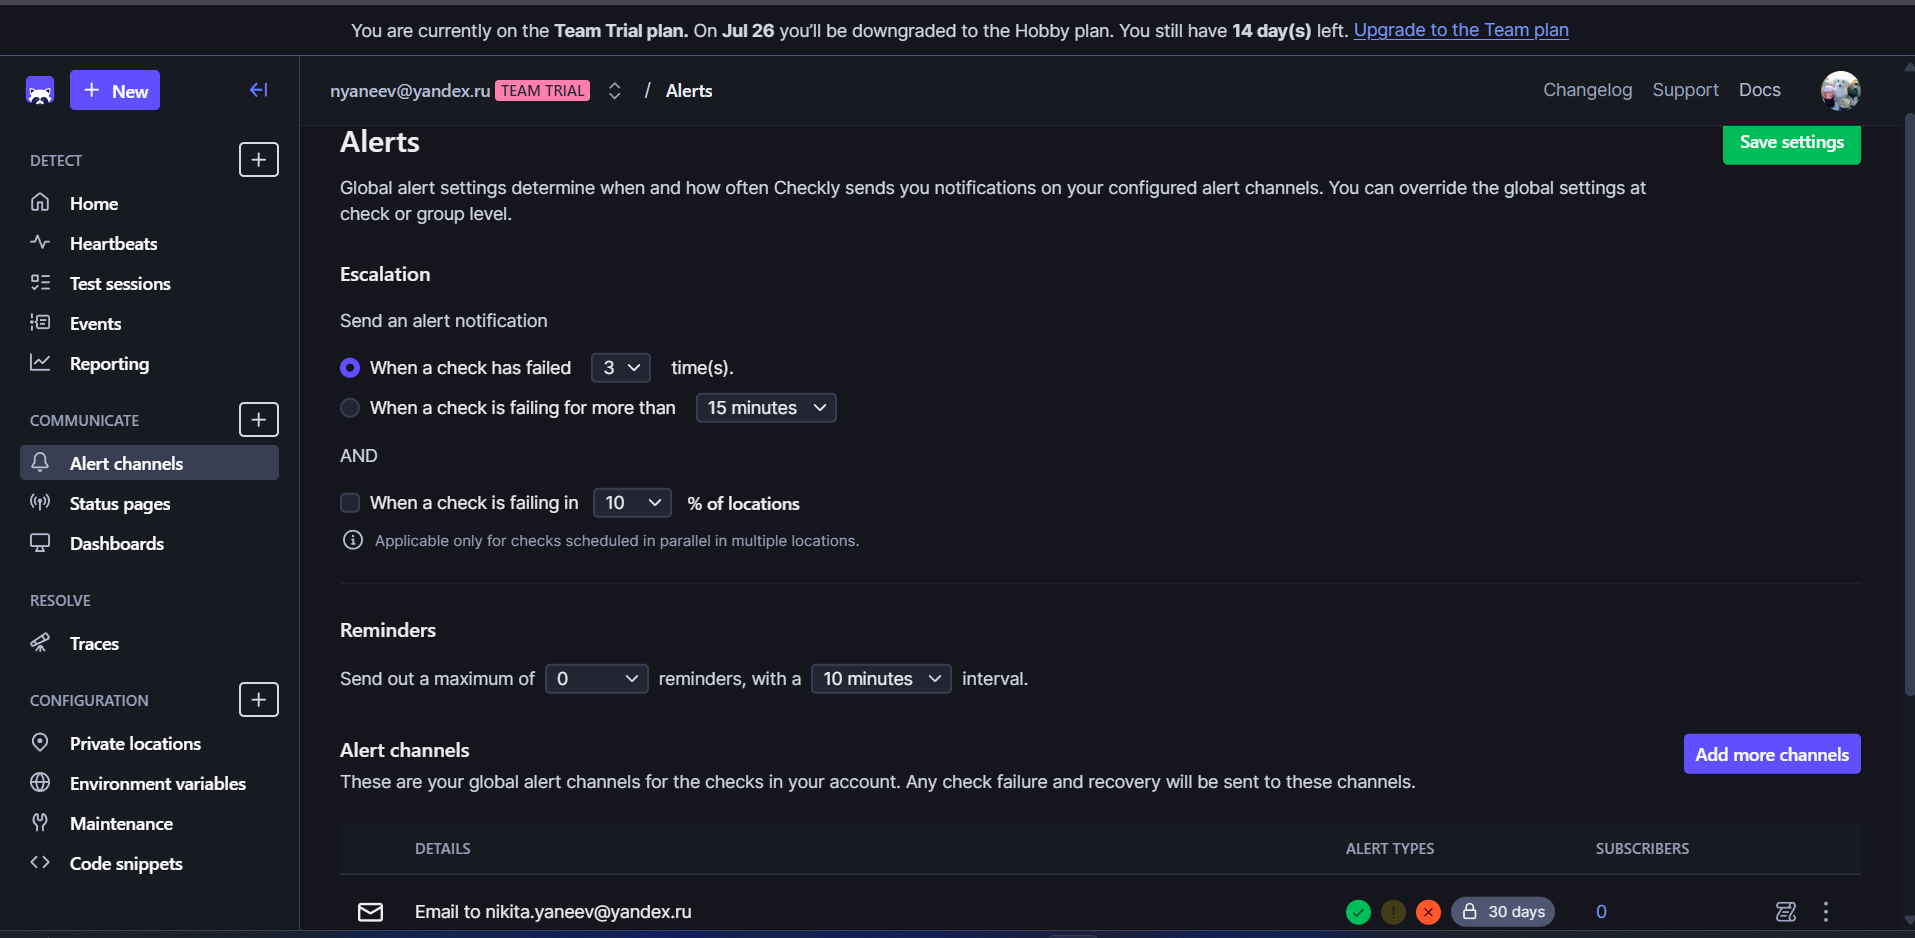 You are currently on the Team Trial plan. On Jul 26 you'll be downgraded to the Hobby plan. You still have 14 day(s) left. Upgrade to the Team plan
New
nyaneev@yandex.ru TEAM TRIAL / Alerts
Changelog Support Docs
DETECT
Home
Heartbeats
Test sessions
Events
Reporting
COMMUNICATE
Alert channels
Status pages
Dashboards
RESOLVE
Traces
CONFIGURATION
Private locations
Environment variables
Maintenance
Code snippets
Alerts
Save settings
Global alert settings determine when and how often Checkly sends you notifications on your configured alert channels. You can override the global settings at
check or group level.
Escalation
Send an alert notification
When a check has failed 3 time(s).
When a check is failing for more than 15 minutes
AND
When a check is failing in 10 % of locations
Applicable only for checks scheduled in parallel in multiple locations.
Reminders
Send out a maximum of 0 reminders, with a 10 minutes interval.
Alert channels
Add more channels
These are your global alert channels for the checks in your account. Any check failure and recovery will be sent to these channels.
DETAILS ALERT TYPES SUBSCRIBERS
Email to nikita.yaneev@yandex.ru 30 days 0